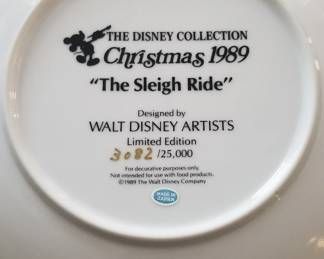 THE DISNEY COLLECTION
Christmas 1989
"The Sleigh Ride"
Designed by
WALT DISNEY ARTISTS
Limited Edition
3082/25,000
For decorative purposes only.
Not intended for use with food products.
©1989 The Walt Disney Company
MADE IN